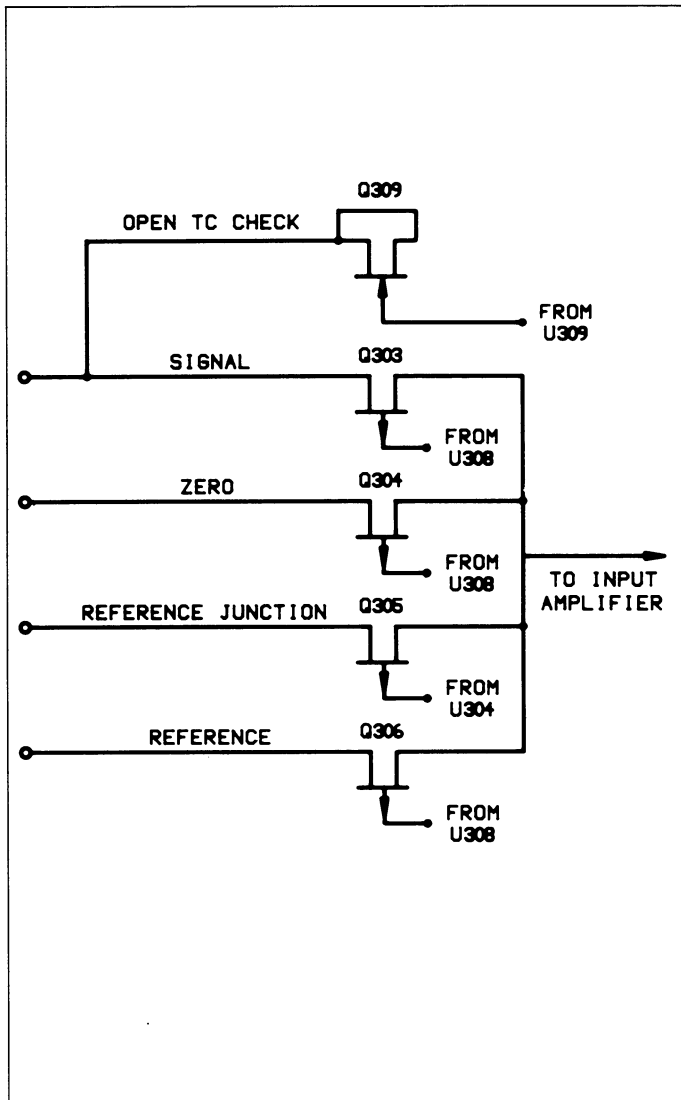 Q309
OPEN TC CHECK
FROM
U309
Q303
SIGNAL
FROM
U308
Q304
ZERO
FROM
U308
TO INPUT
AMPLIFIER
Q305
REFERENCE JUNCTION
FROM
U304
Q306
REFERENCE
FROM
U308